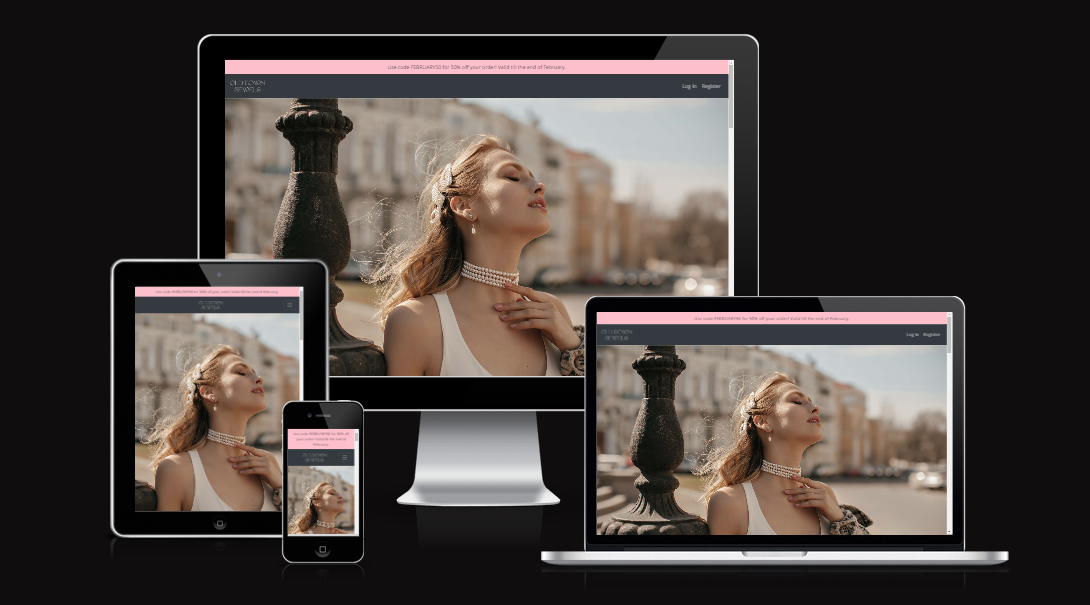 Use code FEBRUARY50 for 50% off your order! Valid till the end of February.
OLD TOWN
JEWELS
Log In Register
Use code FEBRUARY50 for 50% off your order! Valid till the end of February.
OLD TOWN
JEWELS
Use code FEBRUARY50 for 50% off
your order! Valid till the end of
February.
OLD TOWN
JEWELS
Use code FEBRUARY50 for 50% off your order! Valid till the end of February.
OLD TOWN
JEWELS
Log In Register